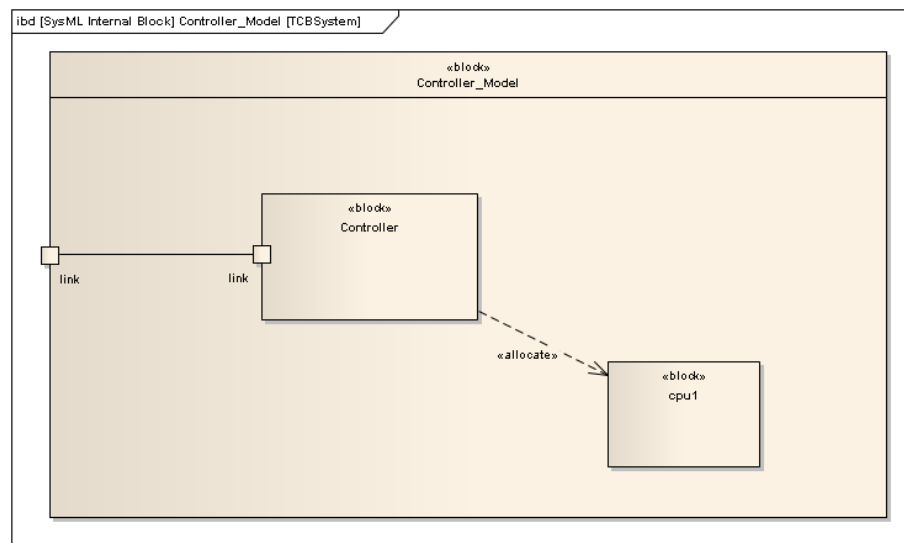 ibd [SysML Internal Block] Controller_Model [TCBSystem]
«block»
Controller_Model
«block»
Controller
link
link
«allocate»
«block»
cpu1